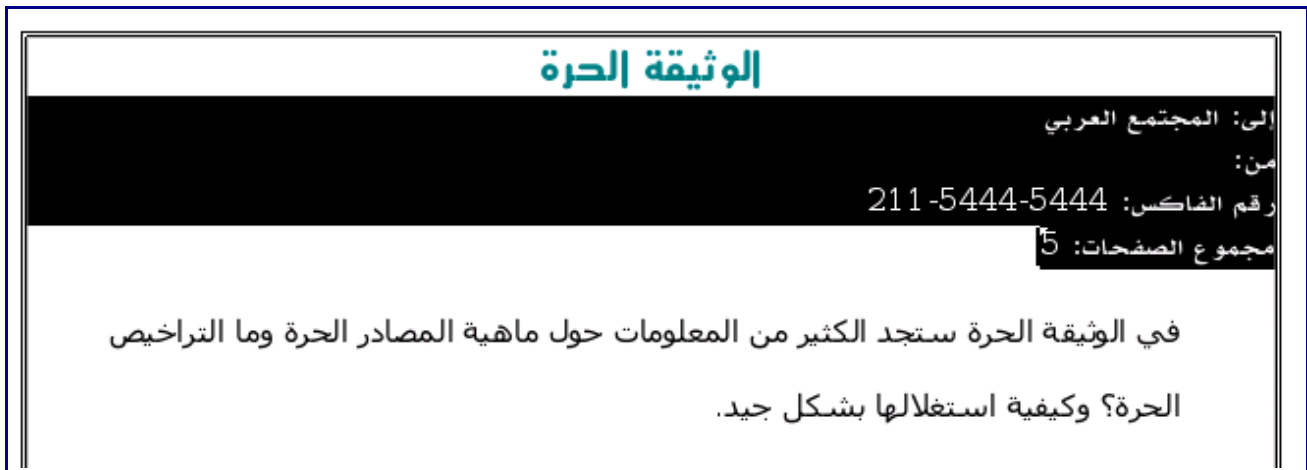 الوثيقة الحرة
إلى: المجتمع العربي
من:
رقم الفاكس: 5444-5444-211
مجموع الصفحات: 5
في الوثيقة الحرة ستجد الكثير من المعلومات حول ماهية المصادر الحرة وما التراخيص
الحرة؟ وكيفية استغلالها بشكل جيد.